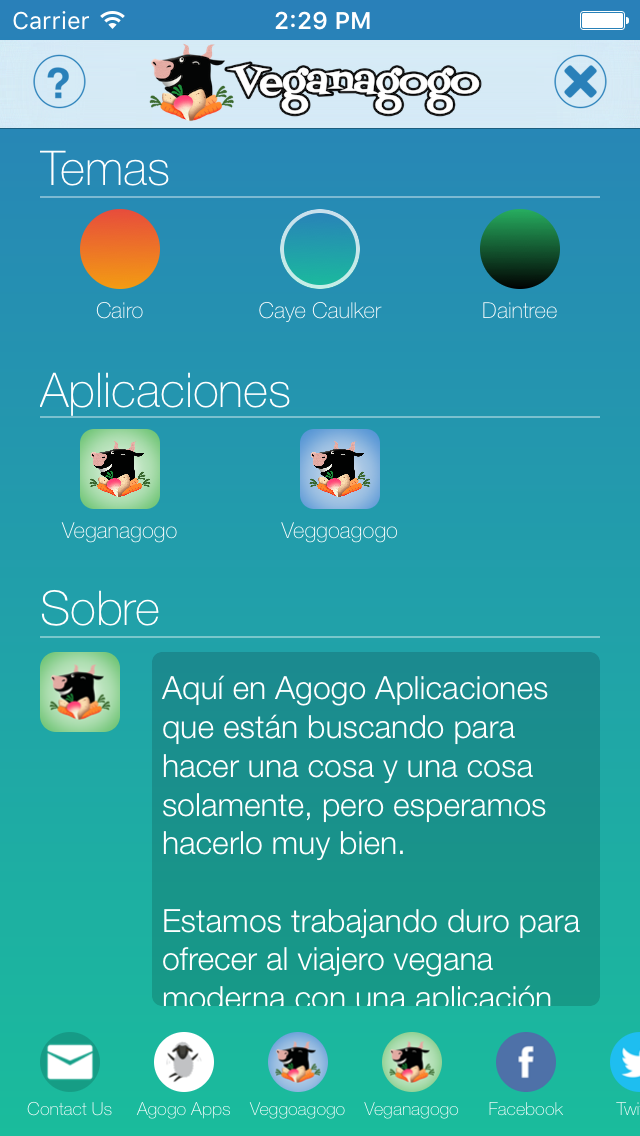 Carrier 2:29 PM
?
Veganagogo
Temas
Cairo Caye Caulker Daintree
Aplicaciones
Veganagogo Veggoagogo
Sobre
Aquí en Agogo Aplicaciones
que están buscando para
hacer una cosa y una cosa
solamente, pero esperamos
hacerlo muy bien.
Estamos trabajando duro para
ofrecer al viajero vegana
moderna con una aplicación
Contact Us Agogo Apps Veggoagogo Veganagogo Facebook Twi